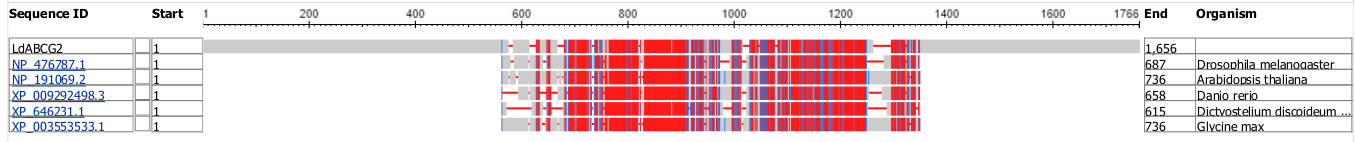 Sequence ID Start 1 200 400 600 800 1000 1200 1400 1600 1766 End Organism
LdABCG2 1 1,656
NP_476787.1 1 687 Drosophila melanogaster
NP_191069.2 1 736 Arabidopsis thaliana
XP_009292498.3 1 658 Danio rerio
XP_646231.1 1 615 Dictyostelium discoideum ...
XP_003553533.1 1 736 Glycine max